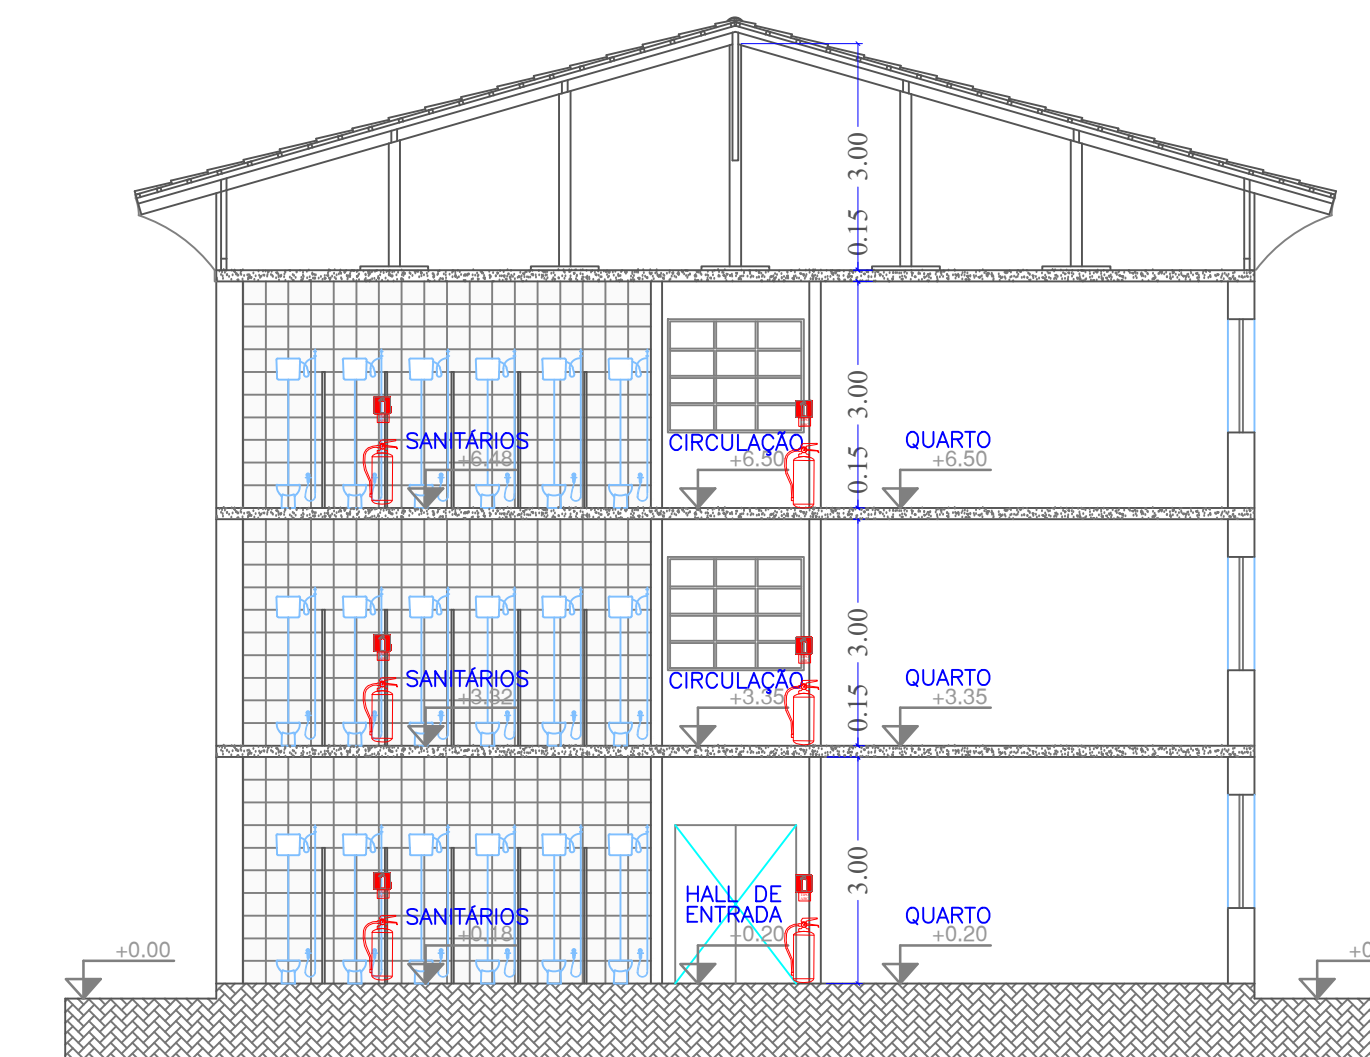 3.00
0.15
3.00
SANITÁRIOS
+6.48
CIRCULAÇÃO
+6.50
QUARTO
+6.50
0.15
3.00
SANITÁRIOS
+3.32
CIRCULAÇÃO
+3.35
QUARTO
+3.35
0.15
3.00
HALL DE
ENTRADA
+0.20
SANITÁRIOS
+0.18
QUARTO
+0.20
+0.00